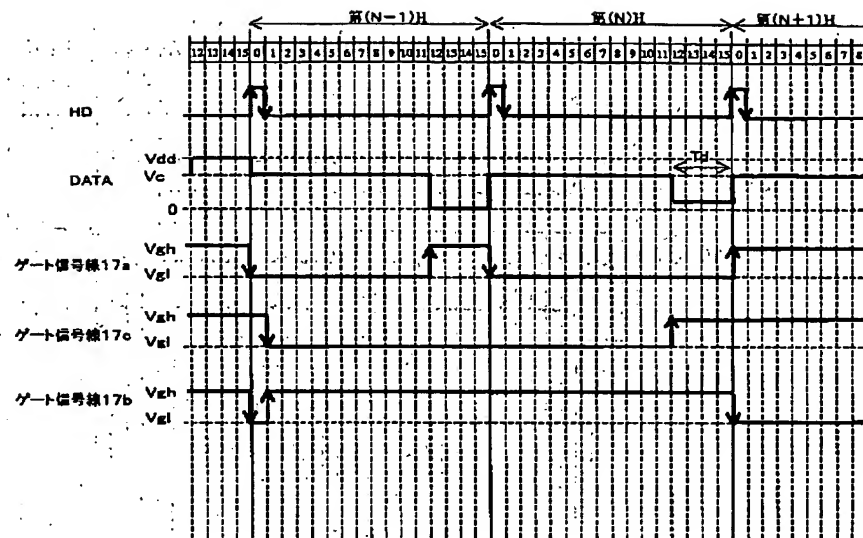 第(N−1)H 第(N)H 第(N+1)H
12 13 14 15 0 1 2 3 4 5 6 7 8 9 10 11 12 13 14 15 0 1 2 3 4 5 6 7 8 9 10 11 12 13 14 15 0 1 2 3 4 5 6 7 8
HD
Vdd
Td
DATA Vc
0
Vgh
ゲート信号線17a
Vgl
Vgh
ゲート信号線17c
Vgl
Vgh
ゲート信号線17b
Vgl